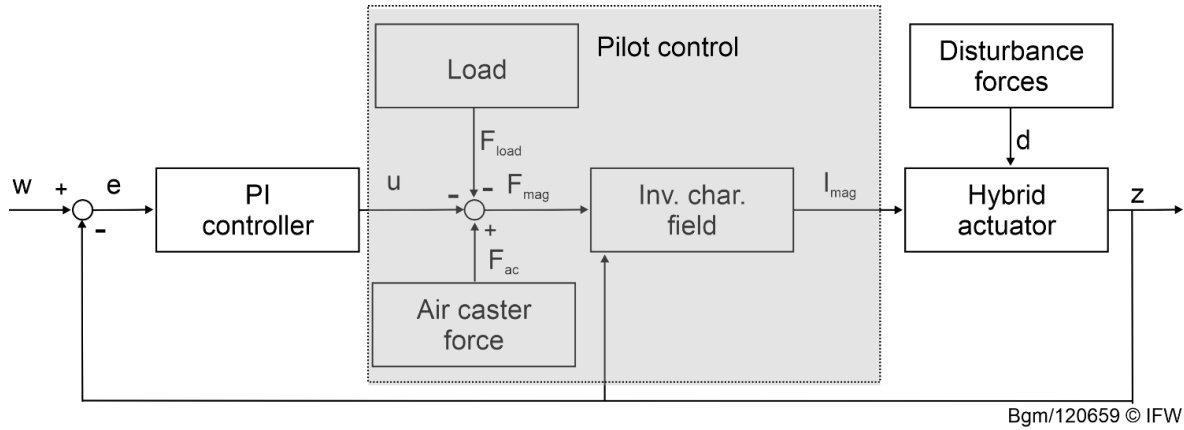 Pilot control
Load
Disturbance
forces
F load
d
w
+
e
PI
controller
u
-
-
F mag
+
Inv. char.
field
I mag
Hybrid
actuator
z
-
F ac
Air caster
force
Bgm/120659 © IFW